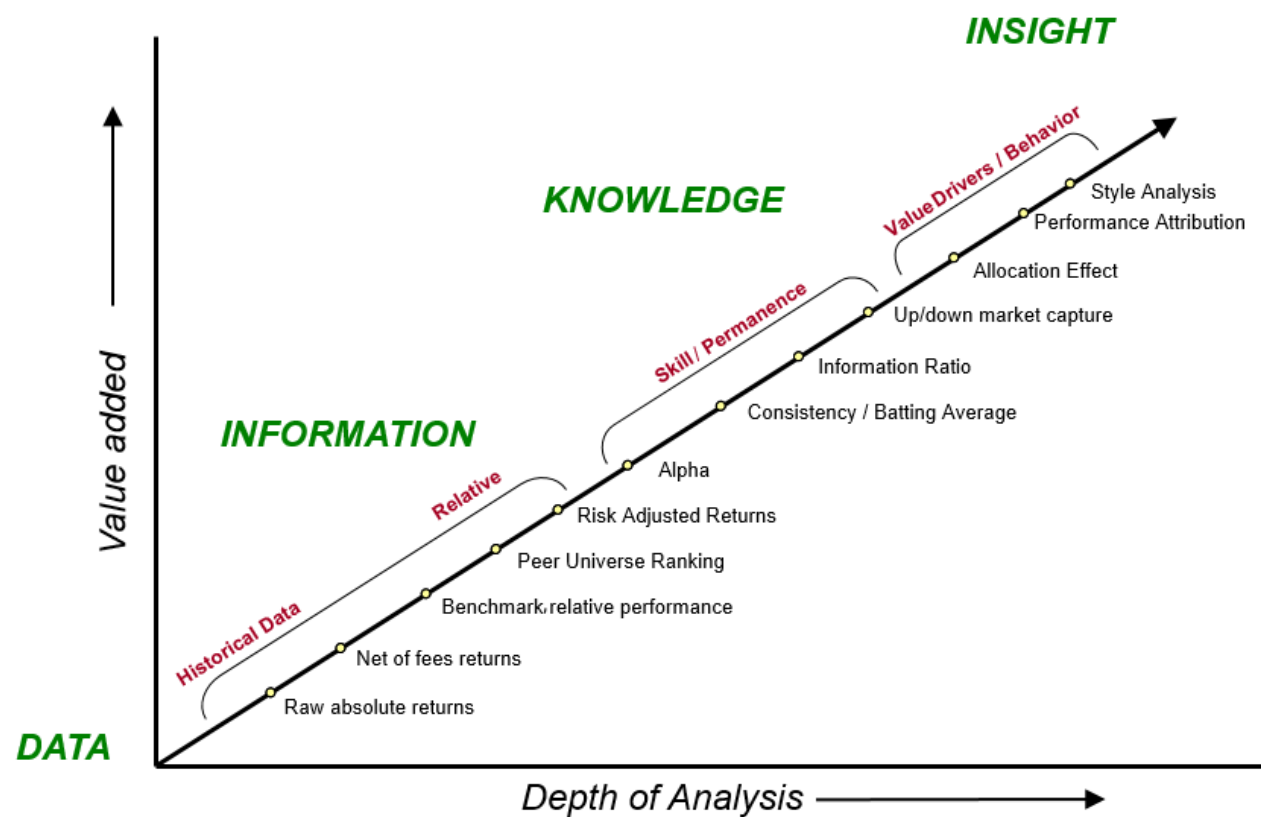 INSIGHT
Value Drivers / Behavior
Style Analysis
KNOWLEDGE
Performance Attribution
Allocation Effect
Skill / Permanence
Up/down market capture
Information Ratio
Consistency / Batting Average
INFORMATION
Value added
Alpha
Relative
Risk Adjusted Returns
Peer Universe Ranking
Benchmark relative performance
Historical Data
Net of fees returns
Raw absolute returns
DATA
Depth of Analysis